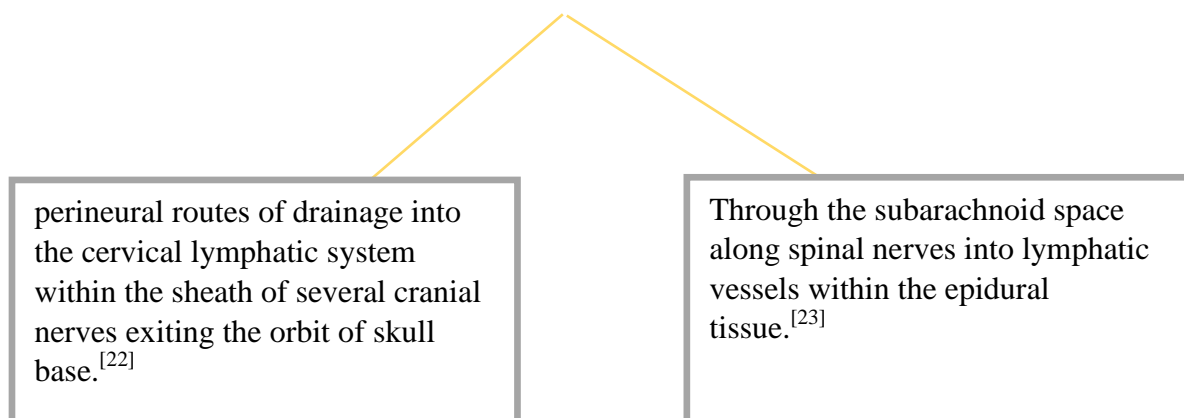 perineural routes of drainage into
the cervical lymphatic system
within the sheath of several cranial
nerves exiting the orbit of skull
base.[22]
Through the subarachnoid space
along spinal nerves into lymphatic
vessels within the epidural
tissue.[23]